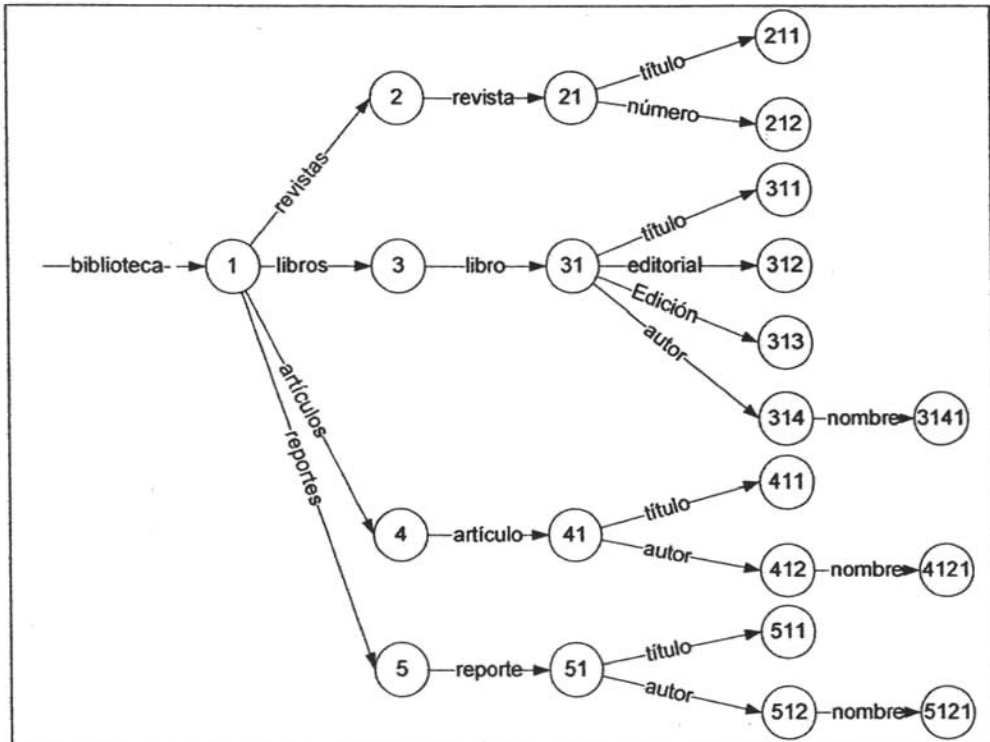 211
título
2
revista
21
número
212
revistas
311
título
biblioteca
1
libros
3
libro
31
editorial
312
Edición
313
autor
artículos
314
nombre
3141
reportes
411
título
4
artículo
41
autor
412
nombre
4121
511
título
5
reporte
51
autor
512
nombre
5121